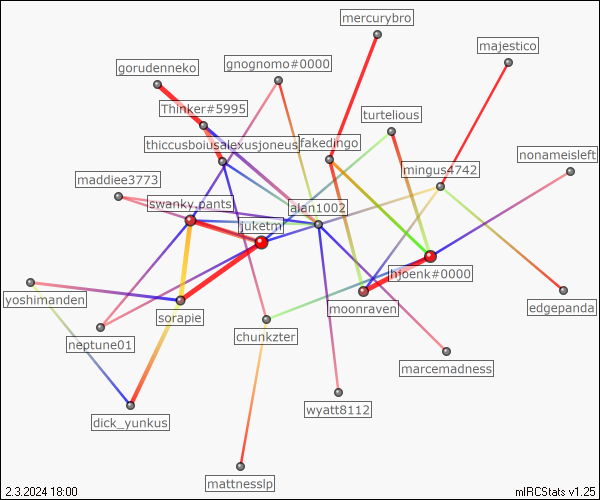 mercurybro
majestico
gognomo#0000
gorudenneko
Thinker#5995
turtelious
thiccusboiusalexusjoneus
fakedingo
nonameisleft
mingus4742
maddiee3773
swanky.pants
alan1002
juketm
hjoenk#0000
yoshimanden
edgepanda
sorapie
moonraven
neptune01
chunkzter
marcemadness
wyatt8112
dick_yunkus
mattnesslp
2.3.2024 18:00
mIRCStats v1.25